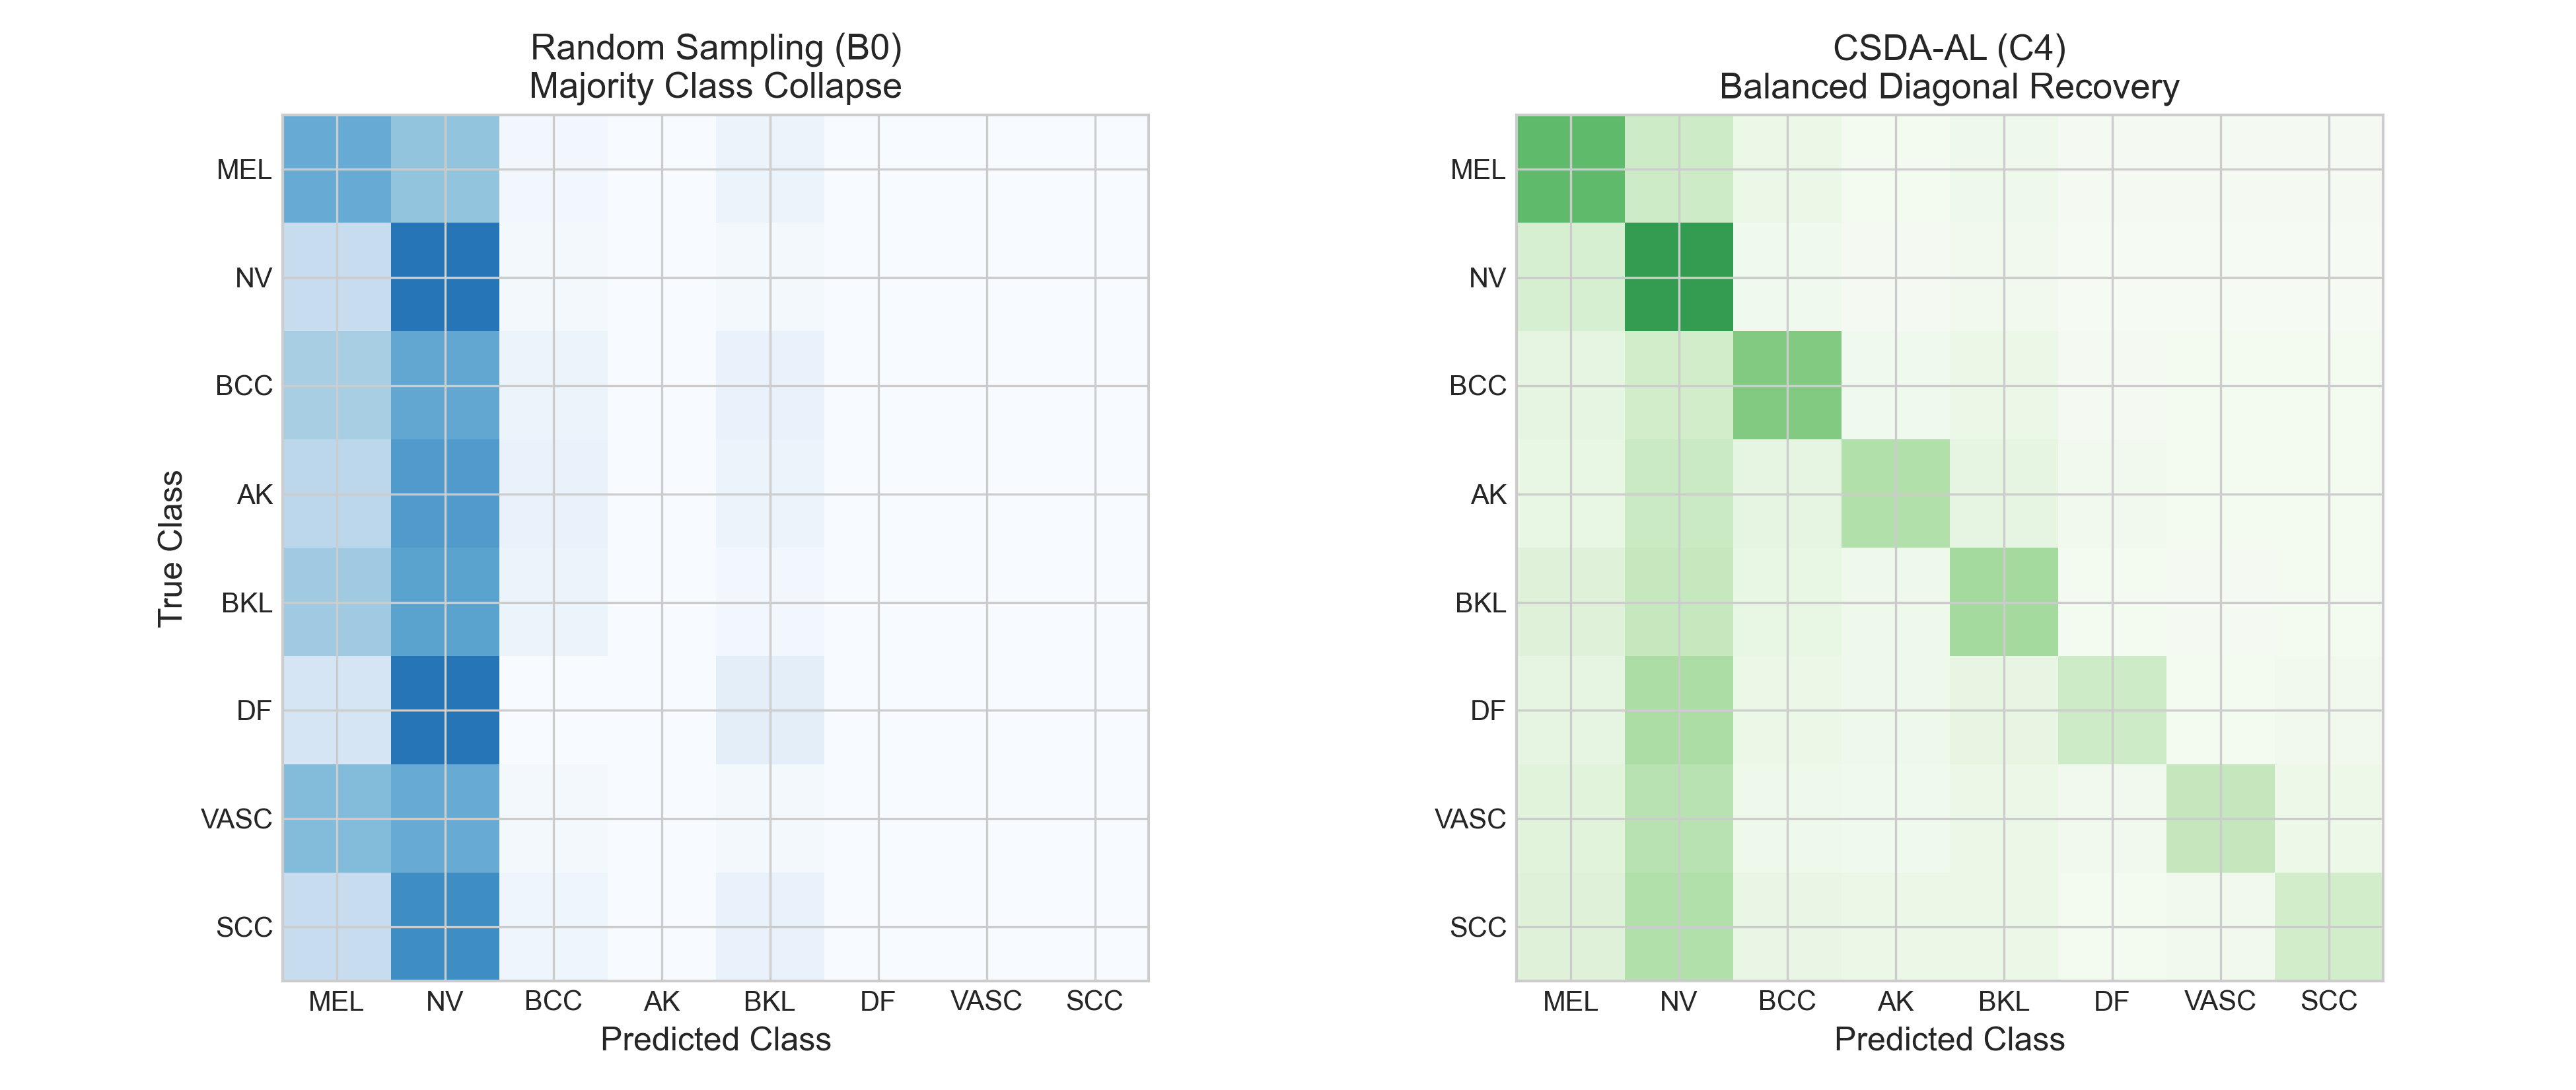 Random Sampling (B0)
Majority Class Collapse
True Class
MEL
NV
BCC
AK
BKL
DF
VASC
SCC
MEL NV BCC AK BKL DF VASC SCC
Predicted Class
CSDA-AL (C4)
Balanced Diagonal Recovery
MEL
NV
BCC
AK
BKL
DF
VASC
SCC
MEL NV BCC AK BKL DF VASC SCC
Predicted Class